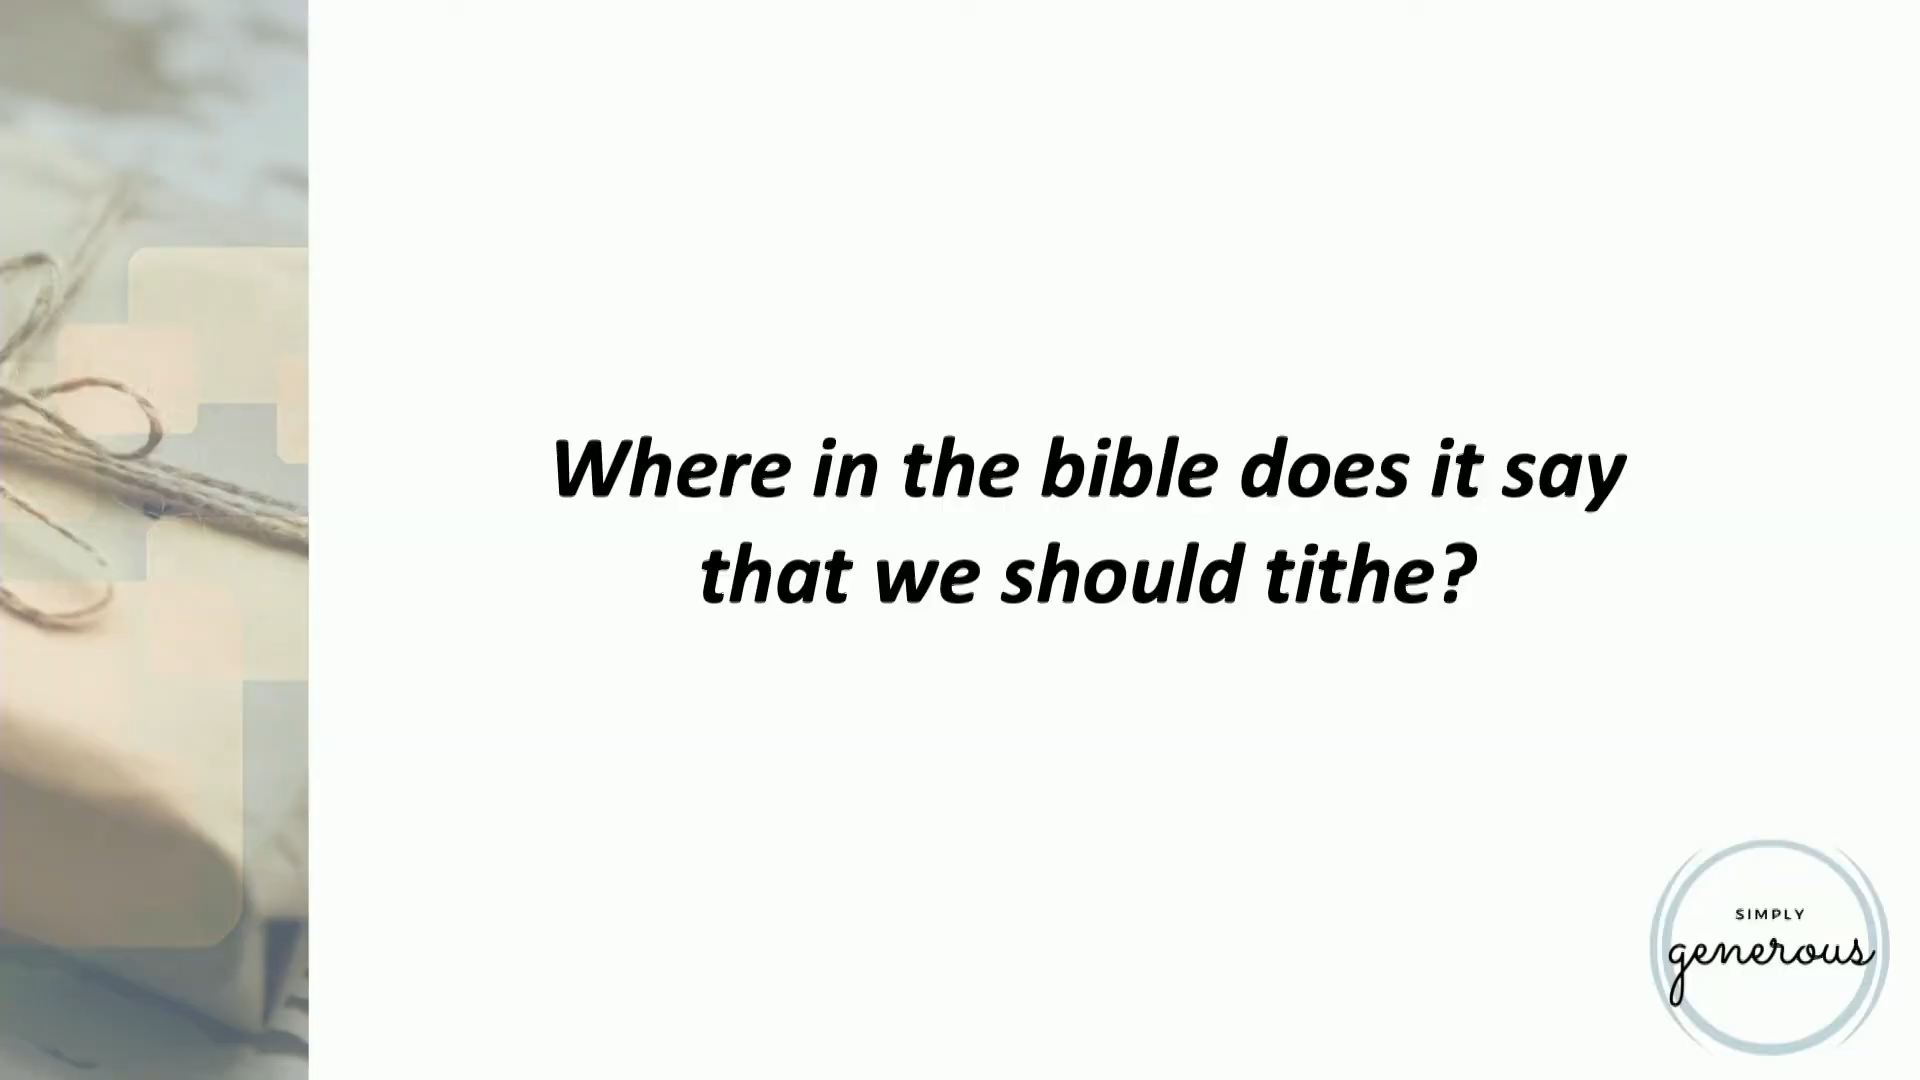 Where in the bible does it say
that we should tithe?
SIMPLY
generous